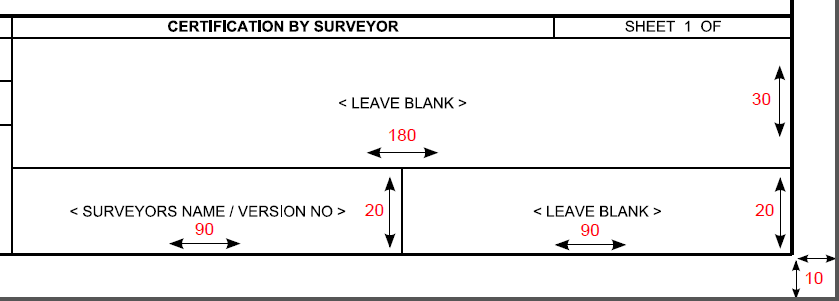 CERTIFICATION BY SURVEYOR SHEET 1 OF
30
< LEAVE BLANK >
180
< SURVEYORS NAME / VERSION NO > 20 < LEAVE BLANK > 20
90 90
10